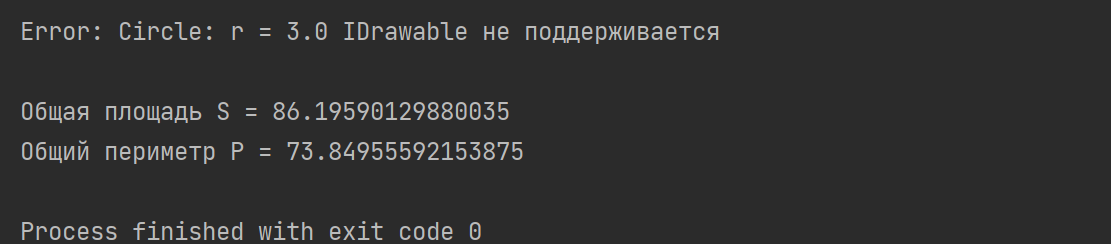 Error: Circle: r = 3.0 IDrawable не поддерживается
Общая площадь S = 86.19590129880035
Общий периметр P = 73.84955592153875
Process finished with exit code 0